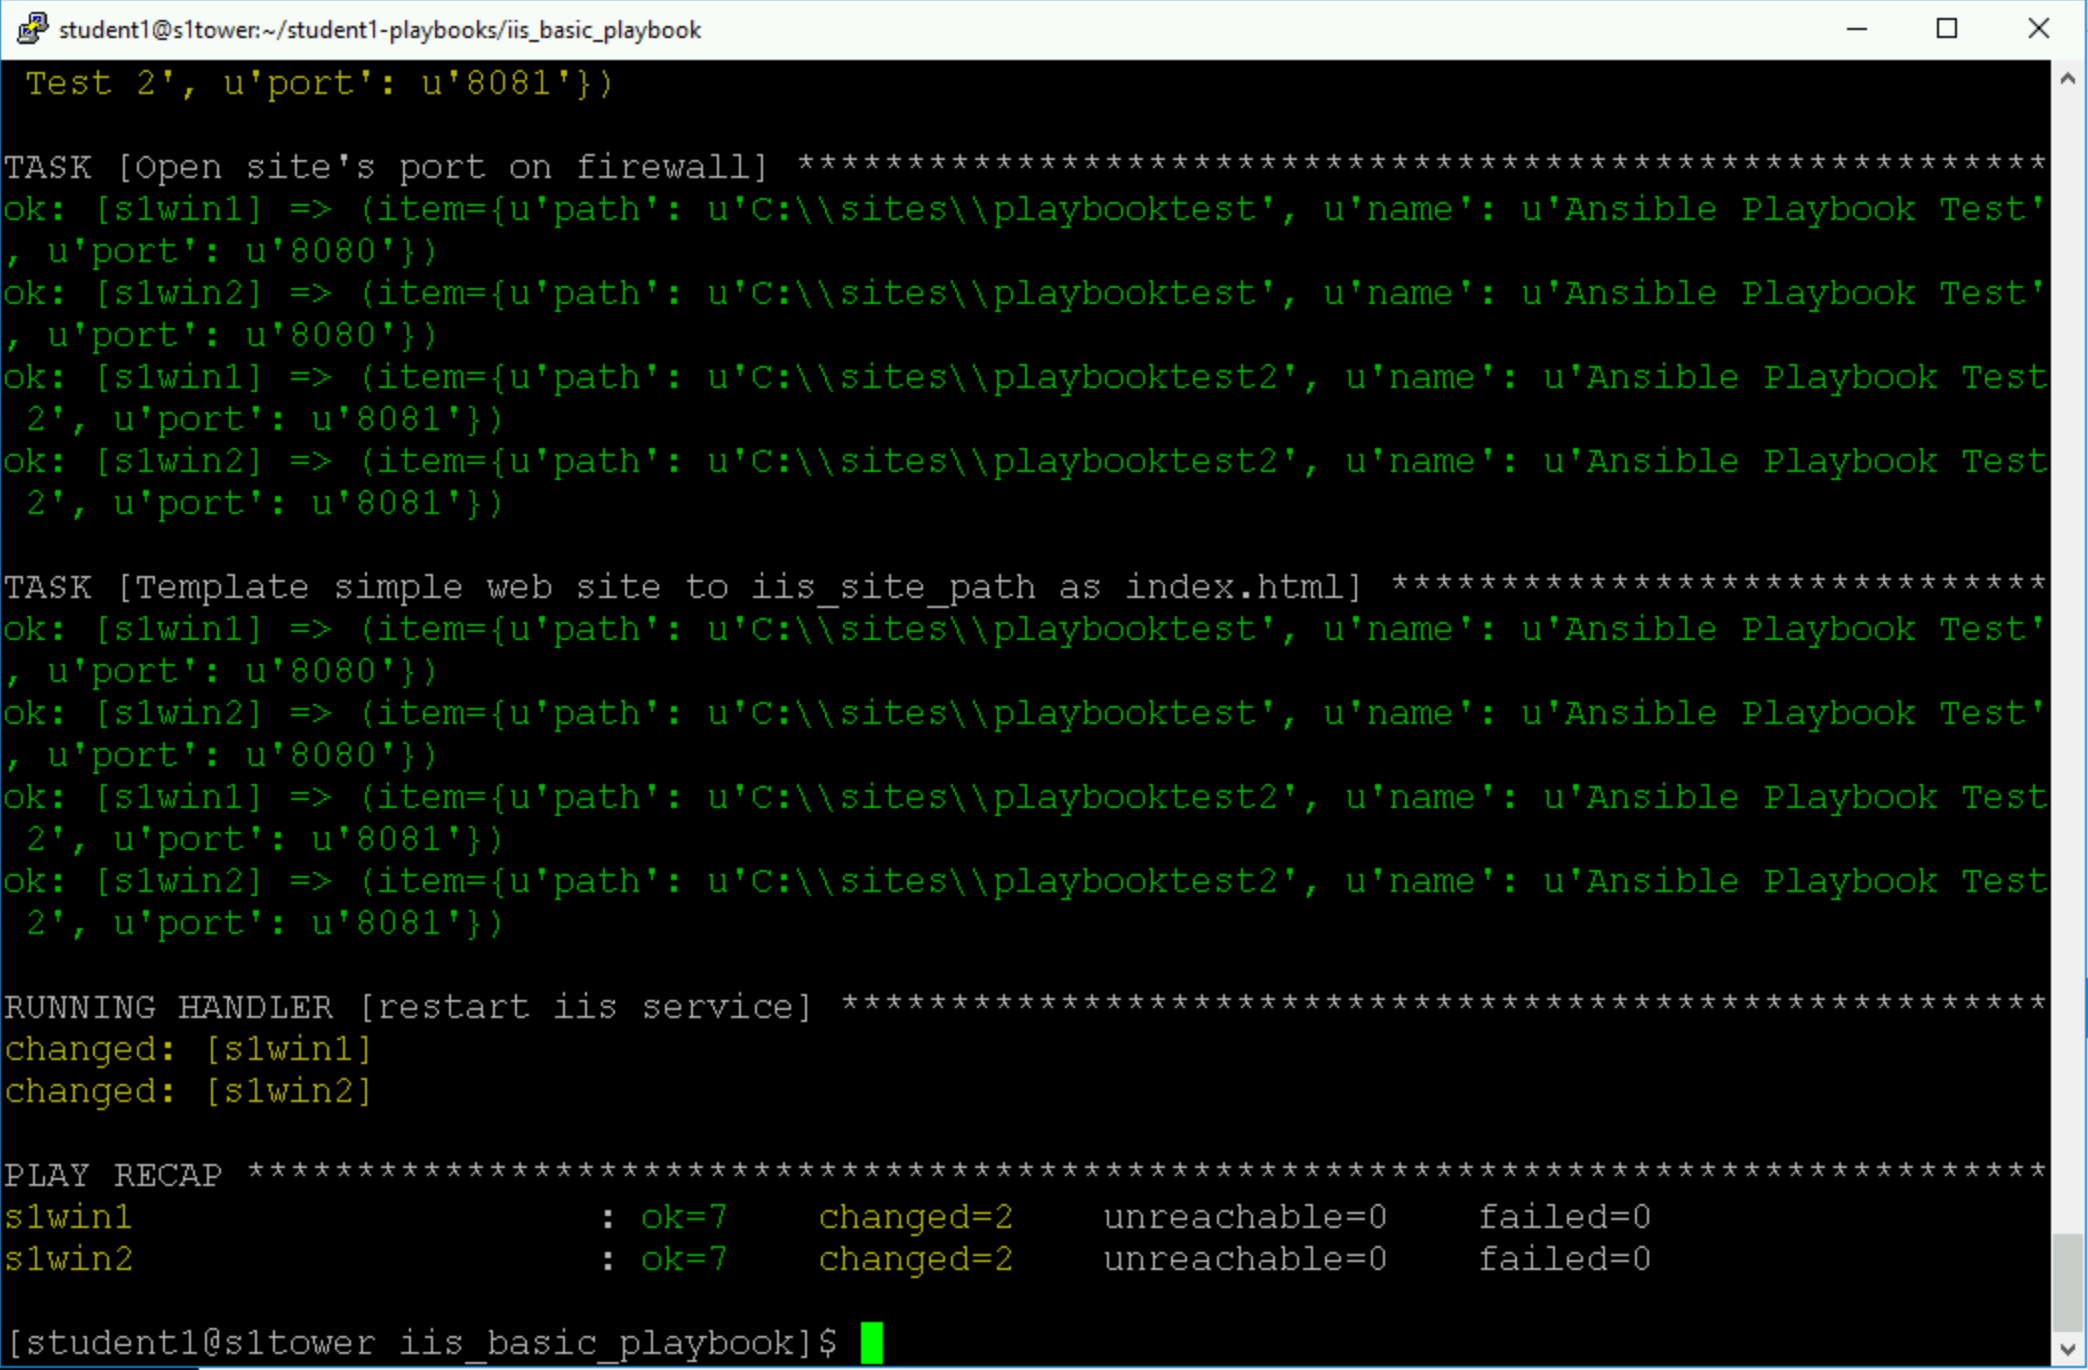 student1@s1tower:~/student1-playbooks/iis_basic_playbook
 Test 2', u'port': u'8081'})
TASK [Open site's port on firewall] *********************************************************
ok: [s1win1] => (item={u'path': u'C:\\sites\\playbooktest', u'name': u'Ansible Playbook Test'
, u'port': u'8080'})
ok: [s1win2] => (item={u'path': u'C:\\sites\\playbooktest', u'name': u'Ansible Playbook Test'
, u'port': u'8080'})
ok: [s1win1] => (item={u'path': u'C:\\sites\\playbooktest2', u'name': u'Ansible Playbook Test
 2', u'port': u'8081'})
ok: [s1win2] => (item={u'path': u'C:\\sites\\playbooktest2', u'name': u'Ansible Playbook Test
 2', u'port': u'8081'})
TASK [Template simple web site to iis_site_path as index.html] ******************************
ok: [s1win1] => (item={u'path': u'C:\\sites\\playbooktest', u'name': u'Ansible Playbook Test'
, u'port': u'8080'})
ok: [s1win2] => (item={u'path': u'C:\\sites\\playbooktest', u'name': u'Ansible Playbook Test'
, u'port': u'8080'})
ok: [s1win1] => (item={u'path': u'C:\\sites\\playbooktest2', u'name': u'Ansible Playbook Test
 2', u'port': u'8081'})
ok: [s1win2] => (item={u'path': u'C:\\sites\\playbooktest2', u'name': u'Ansible Playbook Test
 2', u'port': u'8081'})
RUNNING HANDLER [restart iis service] *******************************************************
changed: [s1win1]
changed: [s1win2]
PLAY RECAP **********************************************************************************
s1win1                     : ok=7    changed=2    unreachable=0    failed=0
s1win2                     : ok=7    changed=2    unreachable=0    failed=0
[student1@s1tower iis_basic_playbook]$